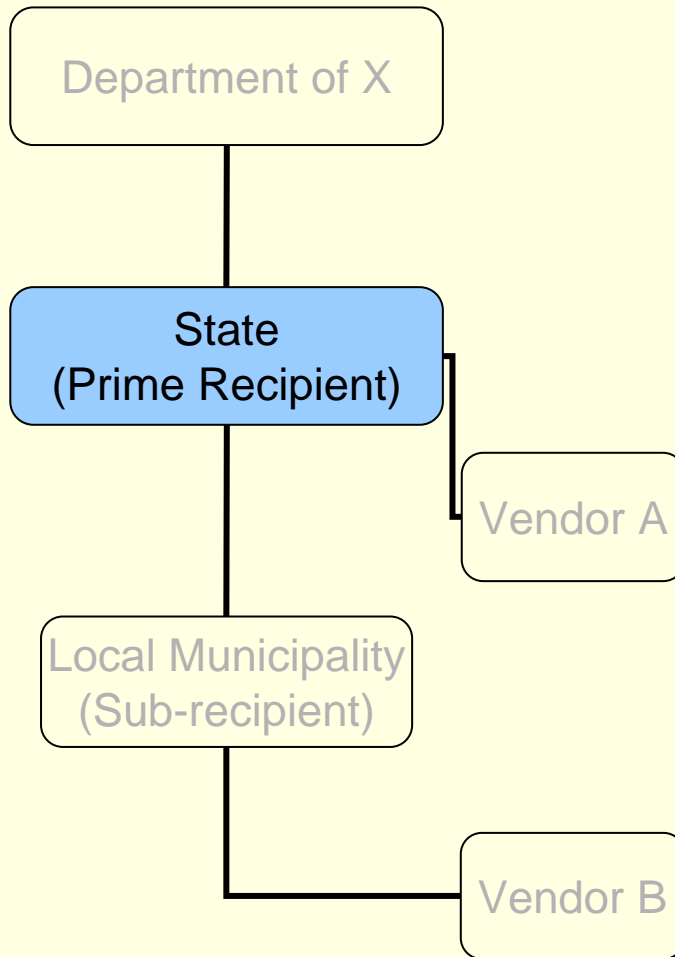 Department of X
State
(Prime Recipient)
Vendor A
Local Municipality
(Sub-recipient)
Vendor B